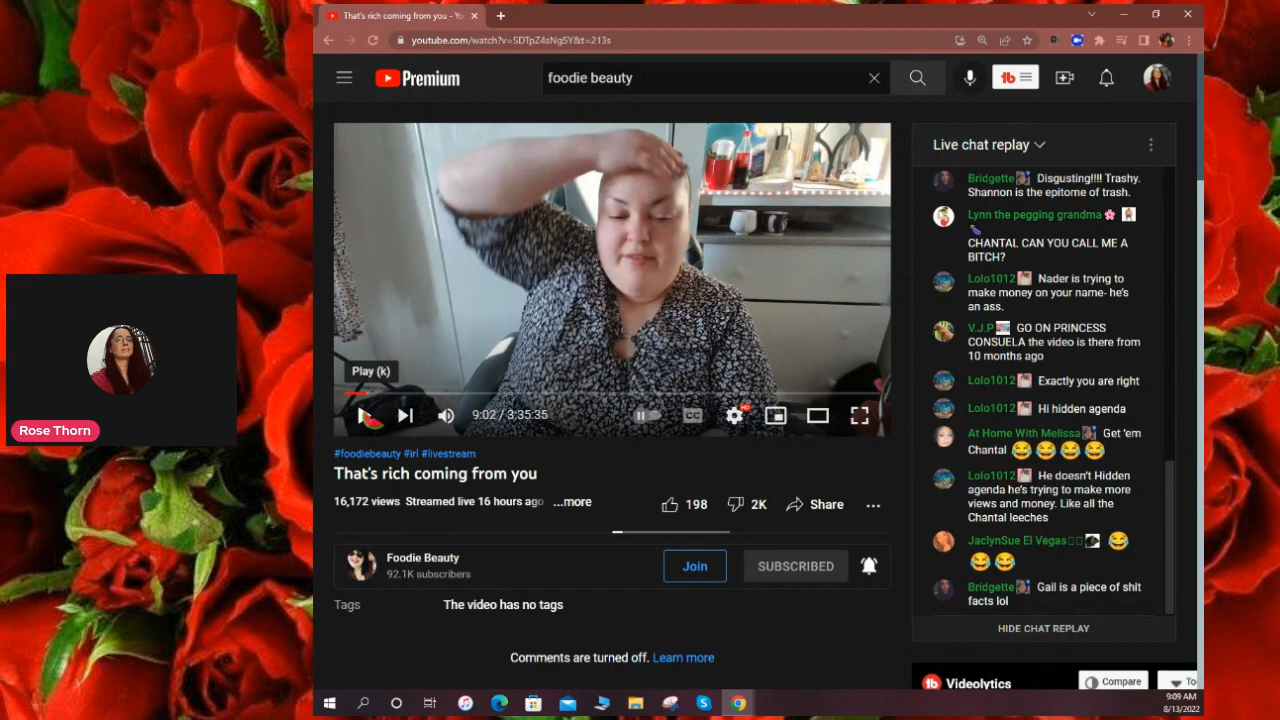 That's rich coming from you - Yo
youtube.com/watch?v=SDTpZ4sNg5Y&t=213s
Premium
foodie beauty
tb
Live chat replay
Bridgette Disgusting!!!! Trashy.
Shannon is the epitome of trash.
Lynn the pegging grandma
CHANTAL CAN YOU CALL ME A
BITCH?
Lolo1012 Nader is trying to
make money on your name- he's
an ass.
V.J.P GO ON PRINCESS
CONSUELA the video is there from
10 months ago
Lolo1012 Exactly you are right
Lolo1012 Hi hidden agenda
At Home With Melissa Get 'em
Chantal
Lolo1012 He doesn't Hidden
agenda he's trying to make more
views and money. Like all the
Chantal leeches
JaclynSue El Vegas
Bridgette Gail is a piece of shit
facts lol
HIDE CHAT REPLAY
Play (k)
9:02 / 3:35:35
CC
HD
#foodiebeauty #irl #livestream
That's rich coming from you
16,172 views Streamed live 16 hours ago ...more
198 2K Share
Foodie Beauty
92.1K subscribers
Join SUBSCRIBED
Tags The video has no tags
Comments are turned off. Learn more
tb Videolytics Compare To
Rose Thorn
9:09 AM
8/13/2022